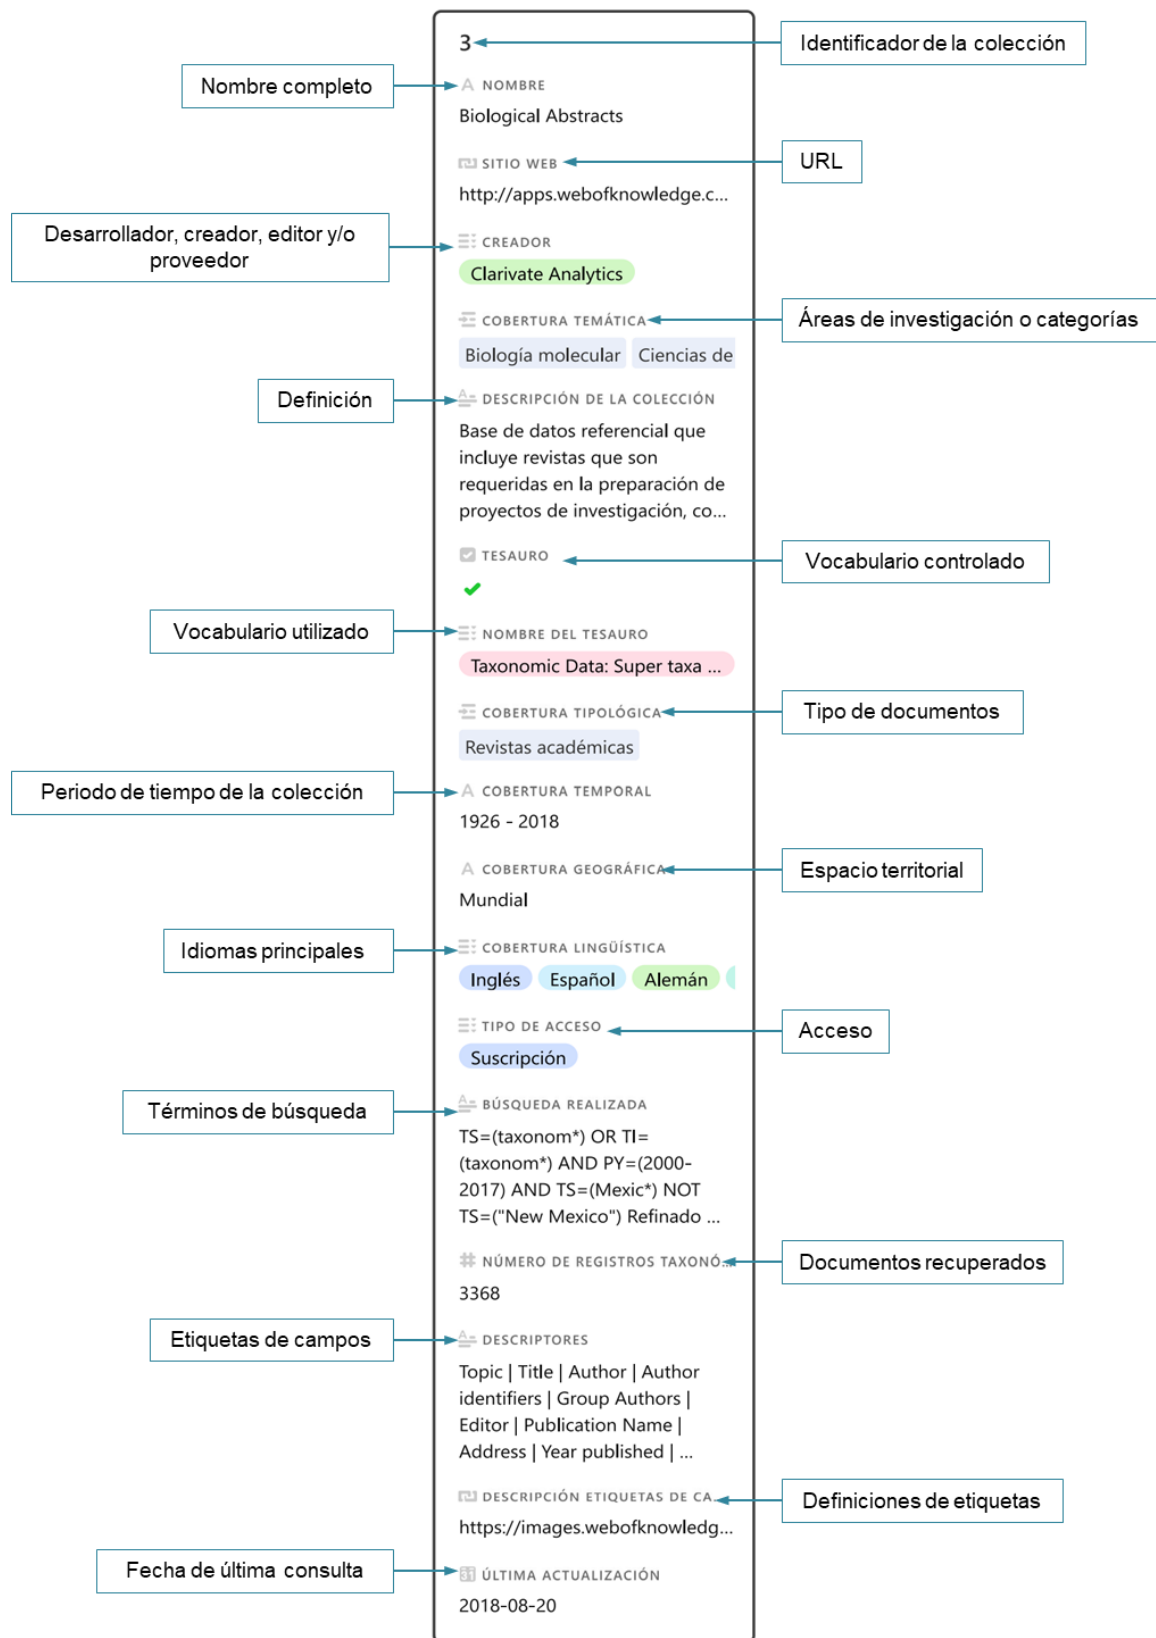 3
Identificador de la colección
Nombre completo
NOMBRE
Biological Abstracts
SITIO WEB
URL
http://apps.webofknowledge.c...
Desarrollador, creador, editor y/o
proveedor
CREADOR
Clarivate Analytics
COBERTURA TEMÁTICA
Áreas de investigación o categorías
Biología molecular Ciencias de
Definición
DESCRIPCIÓN DE LA COLECCIÓN
Base de datos referencial que
incluye revistas que son
requeridas en la preparación de
proyectos de investigación, co...
TESAURO
Vocabulario controlado
Vocabulario utilizado
NOMBRE DEL TESAURO
Taxonomic Data: Super taxa ...
COBERTURA TIPOLÓGICA
Tipo de documentos
Revistas académicas
Periodo de tiempo de la colección
COBERTURA TEMPORAL
1926 - 2018
COBERTURA GEOGRÁFICA
Espacio territorial
Mundial
Idiomas principales
COBERTURA LINGÜÍSTICA
Inglés Español Alemán
TIPO DE ACCESO
Acceso
Suscripción
Términos de búsqueda
BÚSQUEDA REALIZADA
TS=(taxonom*) OR TI=
(taxonom*) AND PY=(2000-
2017) AND TS=(Mexic*) NOT
TS=("New Mexico") Refinado ...
NÚMERO DE REGISTROS TAXONÓ...
Documentos recuperados
3368
Etiquetas de campos
DESCRIPTORES
Topic | Title | Author | Author
identifiers | Group Authors |
Editor | Publication Name |
Address | Year published | ...
DESCRIPCIÓN ETIQUETAS DE CA...
Definiciones de etiquetas
https://images.webofknowledg...
Fecha de última consulta
ÚLTIMA ACTUALIZACIÓN
2018-08-20